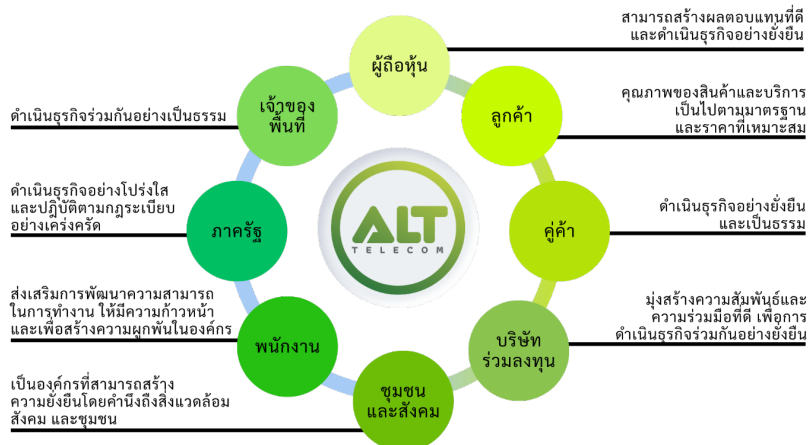 สามารถสร้างผลตอบแทนที่ดี
และดำเนินธุรกิจอย่างยั่งยืน
ผู้ถือหุ้น
คุณภาพของสินค้าและบริการ
เป็นไปตามมาตรฐาน
และราคาที่เหมาะสม
ลูกค้า
ดำเนินธุรกิจอย่างยั่งยืน
และเป็นธรรม
คู่ค้า
มุ่งสร้างความสัมพันธ์และ
ความร่วมมือที่ดี เพื่อการ
ดำเนินธุรกิจร่วมกันอย่างยั่งยืน
บริษัท
ร่วมลงทุน
ชุมชน
และสังคม
เป็นองค์กรที่สามารถสร้าง
ความยั่งยืนโดยคำนึงถึงสิ่งแวดล้อม
สังคม และชุมชน
พนักงาน
ส่งเสริมการพัฒนาความสามารถ
ในการทำงาน ให้มีความก้าวหน้า
และเพื่อสร้างความผูกพันในองค์กร
ภาครัฐ
ดำเนินธุรกิจอย่างโปร่งใส
และปฎิบัติตามกฎระเบียบ
อย่างเคร่งครัด
เจ้าของ
พื้นที่
ดำเนินธุรกิจร่วมกันอย่างเป็นธรรม
ALT
TELECOM